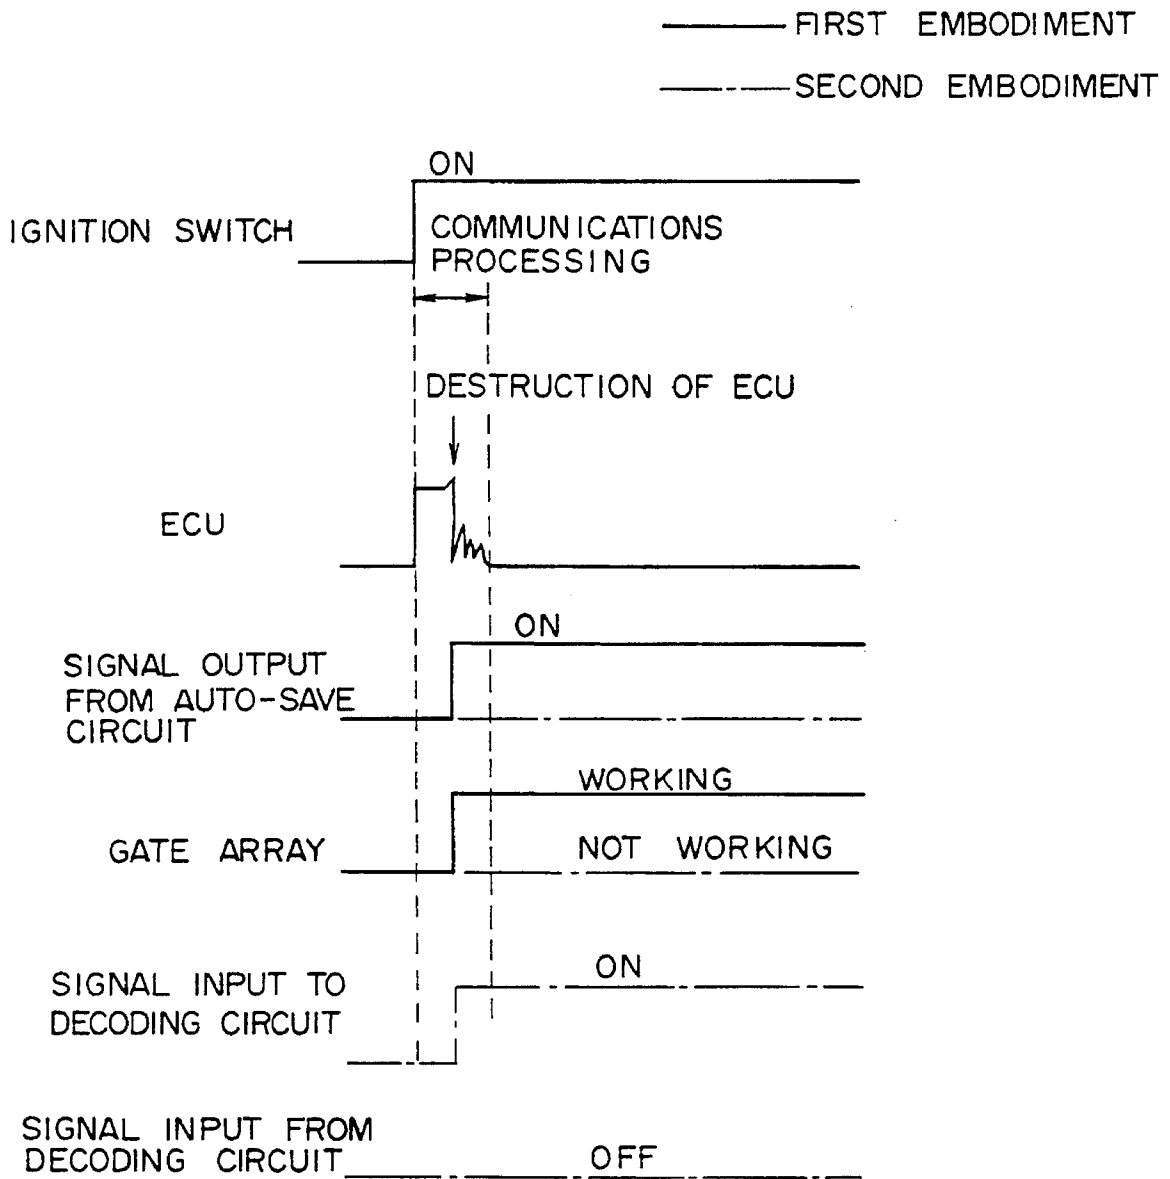 FIRST EMBODIMENT
SECOND EMBODIMENT
ON
IGNITION SWITCH
COMMUNICATIONS
PROCESSING
DESTRUCTION OF ECU
ECU
ON
SIGNAL OUTPUT
FROM AUTO-SAVE
CIRCUIT
WORKING
GATE ARRAY
NOT WORKING
ON
SIGNAL INPUT TO
DECODING CIRCUIT
SIGNAL INPUT FROM
DECODING CIRCUIT
OFF